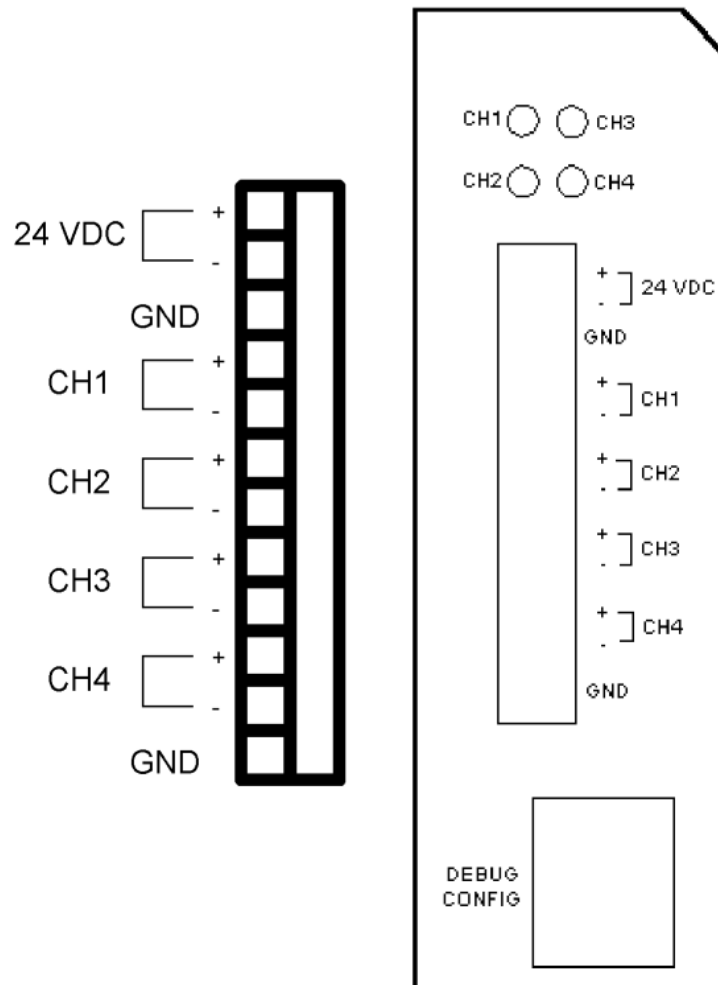 24 VDC
+
-
GND
CH1
+
-
CH2
+
-
CH3
+
-
CH4
+
-
GND
CH1 CH3
CH2 CH4
+
-
24 VDC
GND
+
-
CH1
+
-
CH2
+
-
CH3
+
-
CH4
GND
DEBUG
CONFIG